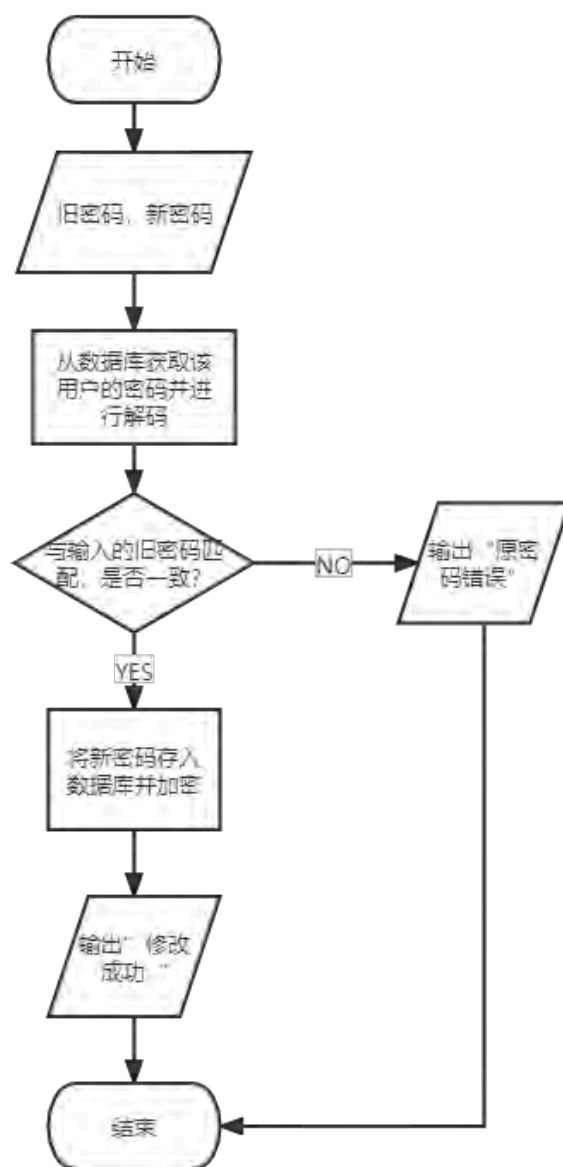 开始
旧密码、新密码
从数据库获取该
用户的密码并进
行解码
与输入的旧密码匹
配，是否一致？
NO
输出“原密
码错误”
YES
将新密码存入
数据库并加密
输出”修改
成功“
结束